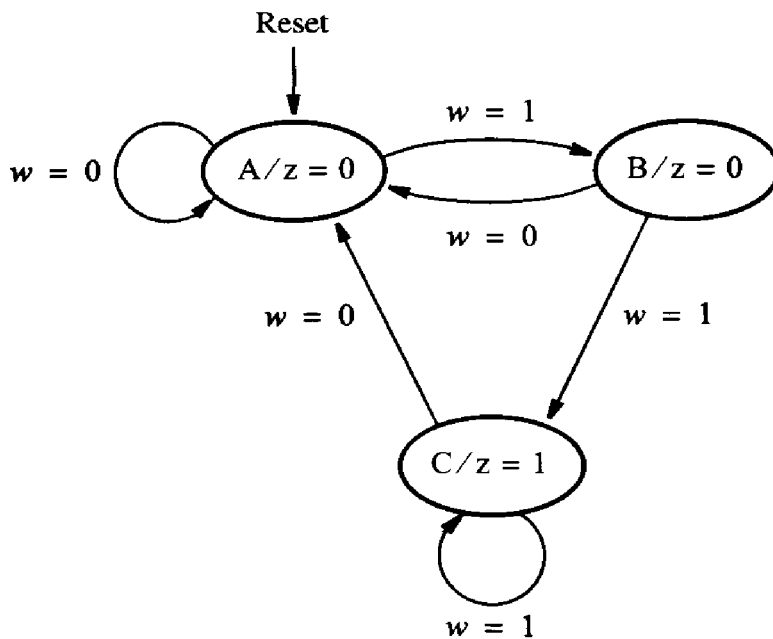 Reset
w = 1
w = 0
A/z = 0
B/z = 0
w = 0
w = 0
w = 1
C/z = 1
w = 1